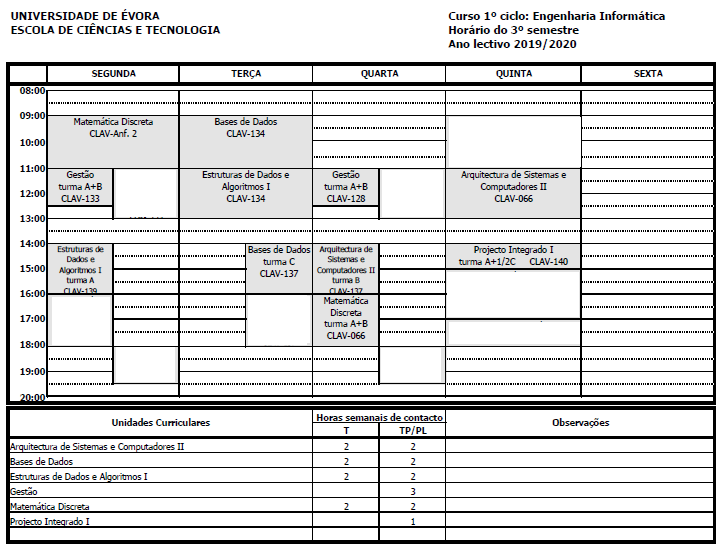 UNIVERSIDADE DE ÉVORA
ESCOLA DE CIÊNCIAS E TECNOLOGIA
Curso 1º ciclo: Engenharia Informática
Horário do 3º semestre
Ano lectivo 2019/2020
SEGUNDA TERÇA QUARTA QUINTA SEXTA
08:00
09:00
Matemática Discreta
CLAV-Anf. 2
Bases de Dados
CLAV-134
10:00
11:00
Gestão
turma A+B
CLAV-133
Estruturas de Dados e
Algoritmos I
CLAV-134
Gestão
turma A+B
CLAV-128
Arquitectura de Sistemas e
Computadores II
CLAV-066
12:00
13:00
14:00
Estruturas de
Dados e
Algoritmos I
turma A
CLAV-139
Bases de Dados
turma C
CLAV-137
Arquitectura de
Sistemas e
Computadores II
turma B
CLAV-137
Projecto Integrado I
turma A+1/2C CLAV-140
15:00
16:00
Matemática
Discreta
turma A+B
CLAV-066
17:00
18:00
19:00
20:00
Unidades Curriculares Horas semanais de contacto Observações
T TP/PL
Arquitectura de Sistemas e Computadores II 2 2
Bases de Dados 2 2
Estruturas de Dados e Algoritmos I 2 2
Gestão 3
Matemática Discreta 2 2
Projecto Integrado I 1